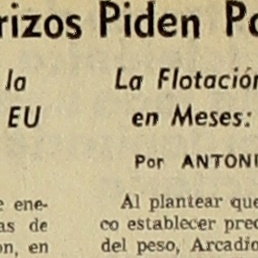 rizos Piden Po
la
EU
La Flotación
en Meses:
Por ANTONI
e ene-
as de
on, en
Al plantear que
co establecer prec
del peso, Arcadio